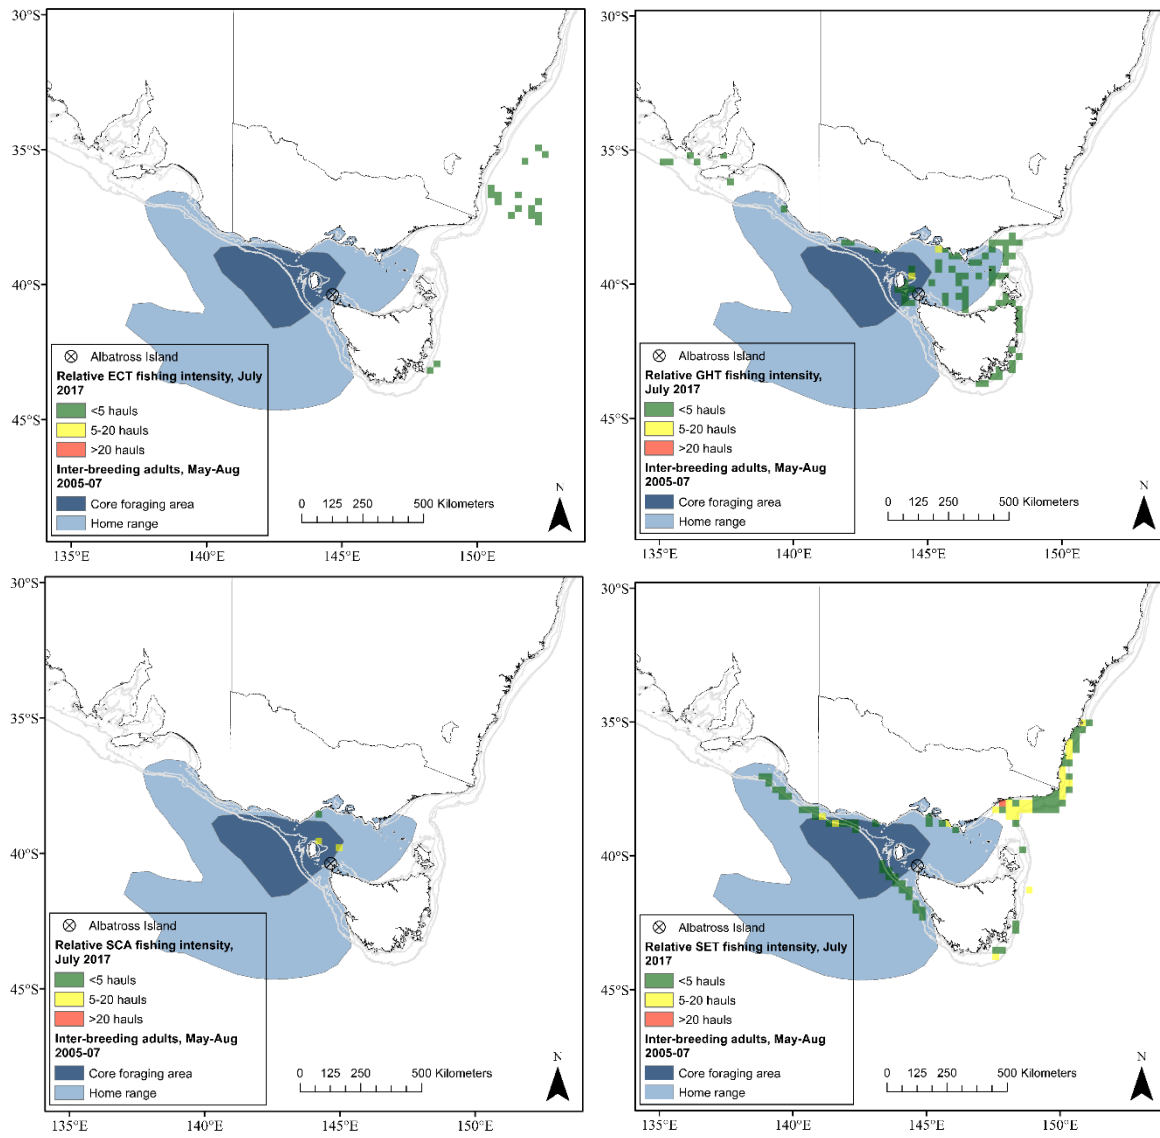 30°S
35°S
40°S
45°S
Albatross Island
Relative ECT fishing intensity, July
2017
<5 hauls
5-20 hauls
>20 hauls
Inter-breeding adults, May-Aug
2005-07
Core foraging area
Home range
0 125 250 500 Kilometers
N
135°E 140°E 145°E 150°E
30°S
35°S
40°S
45°S
Albatross Island
Relative GHT fishing intensity,
July 2017
<5 hauls
5-20 hauls
>20 hauls
Inter-breeding adults, May-Aug
2005-07
Core foraging area
Home range
0 125 250 500 Kilometers
N
135°E 140°E 145°E 150°E
30°S
35°S
40°S
45°S
Albatross Island
Relative SCA fishing intensity,
July 2017
<5 hauls
5-20 hauls
>20 hauls
Inter-breeding adults, May-Aug
2005-07
Core foraging area
Home range
0 125 250 500 Kilometers
N
135°E 140°E 145°E 150°E
30°S
35°S
40°S
45°S
Albatross Island
Relative SET fishing intensity, July
2017
<5 hauls
5-20 hauls
>20 hauls
Inter-breeding adults, May-Aug
2005-07
Core foraging area
Home range
0 125 250 500 Kilometers
N
135°E 140°E 145°E 150°E